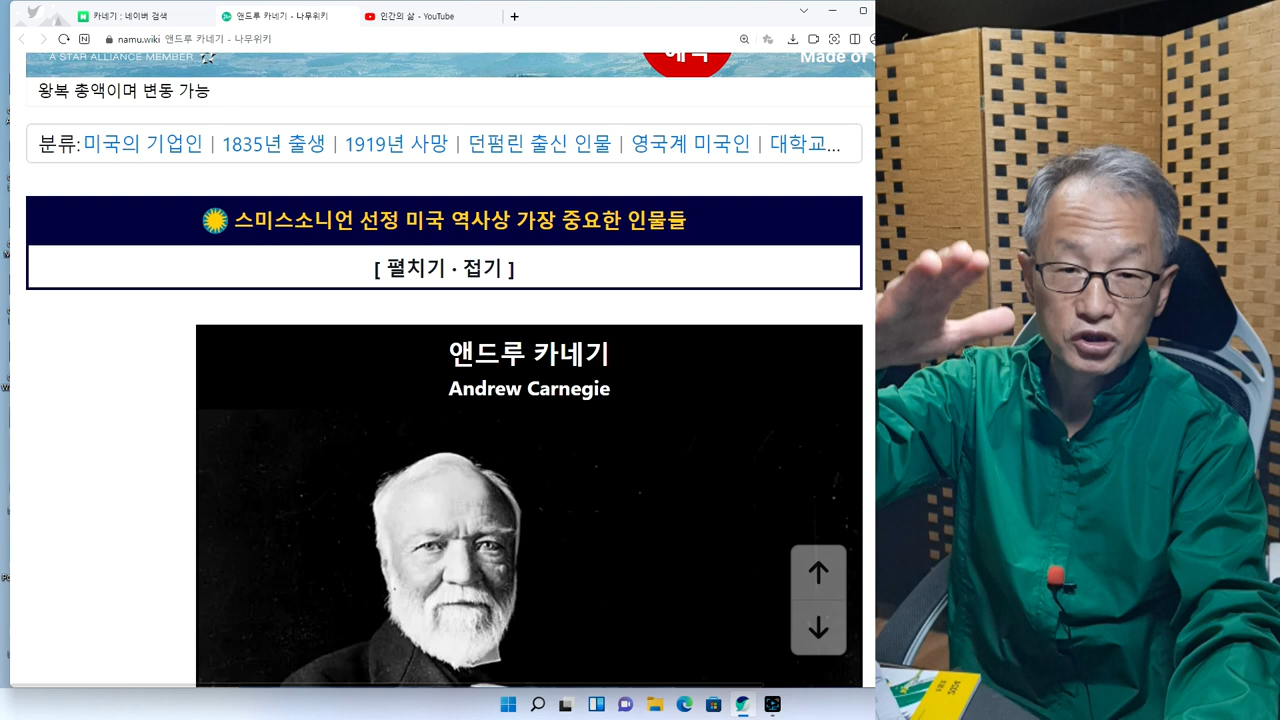 카네기 : 네이버 검색
앤드루 카네기 - 나무위키
인간의 삶 - YouTube
namu.wiki 앤드루 카네기 - 나무위키
A STAR ALLIANCE MEMBER
예약
Made of
왕복 총액이며 변동 가능
분류: 미국의 기업인 | 1835년 출생 | 1919년 사망 | 던펌린 출신 인물 | 영국계 미국인 | 대학교...
스미스소니언 선정 미국 역사상 가장 중요한 인물들
[ 펼치기 · 접기 ]
앤드루 카네기
Andrew Carnegie